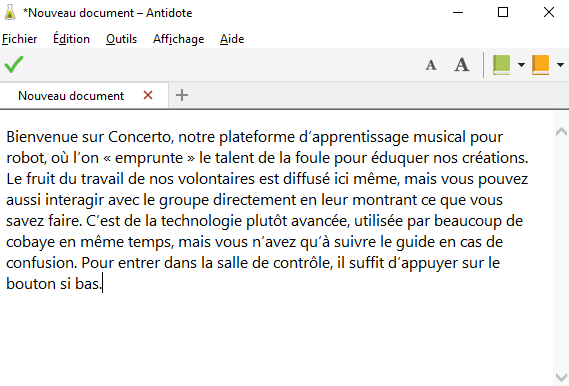 *Nouveau document – Antidote
Fichier Édition Outils Affichage Aide
A A
Nouveau document
Bienvenue sur Concerto, notre plateforme d’apprentissage musical pour
robot, où l’on « emprunte » le talent de la foule pour éduquer nos créations.
Le fruit du travail de nos volontaires est diffusé ici même, mais vous pouvez
aussi interagir avec le groupe directement en leur montrant ce que vous
savez faire. C’est de la technologie plutôt avancée, utilisée par beaucoup de
cobaye en même temps, mais vous n’avez qu’à suivre le guide en cas de
confusion. Pour entrer dans la salle de contrôle, il suffit d’appuyer sur le
bouton si bas.